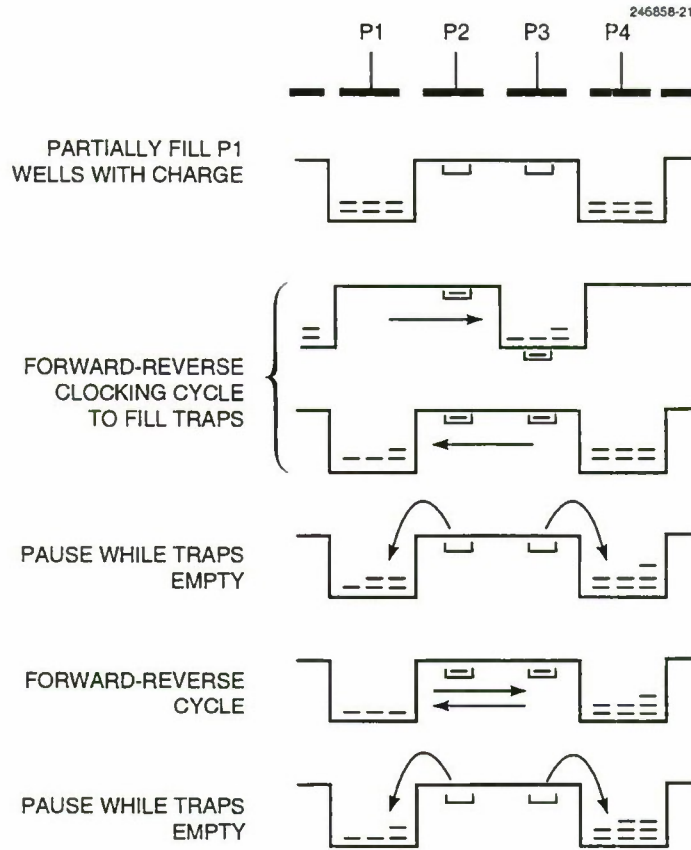 246858-21
P1 P2 P3 P4
PARTIALLY FILL P1
WELLS WITH CHARGE
FORWARD-REVERSE
CLOCKING CYCLE
TO FILL TRAPS
PAUSE WHILE TRAPS
EMPTY
FORWARD-REVERSE
CYCLE
PAUSE WHILE TRAPS
EMPTY